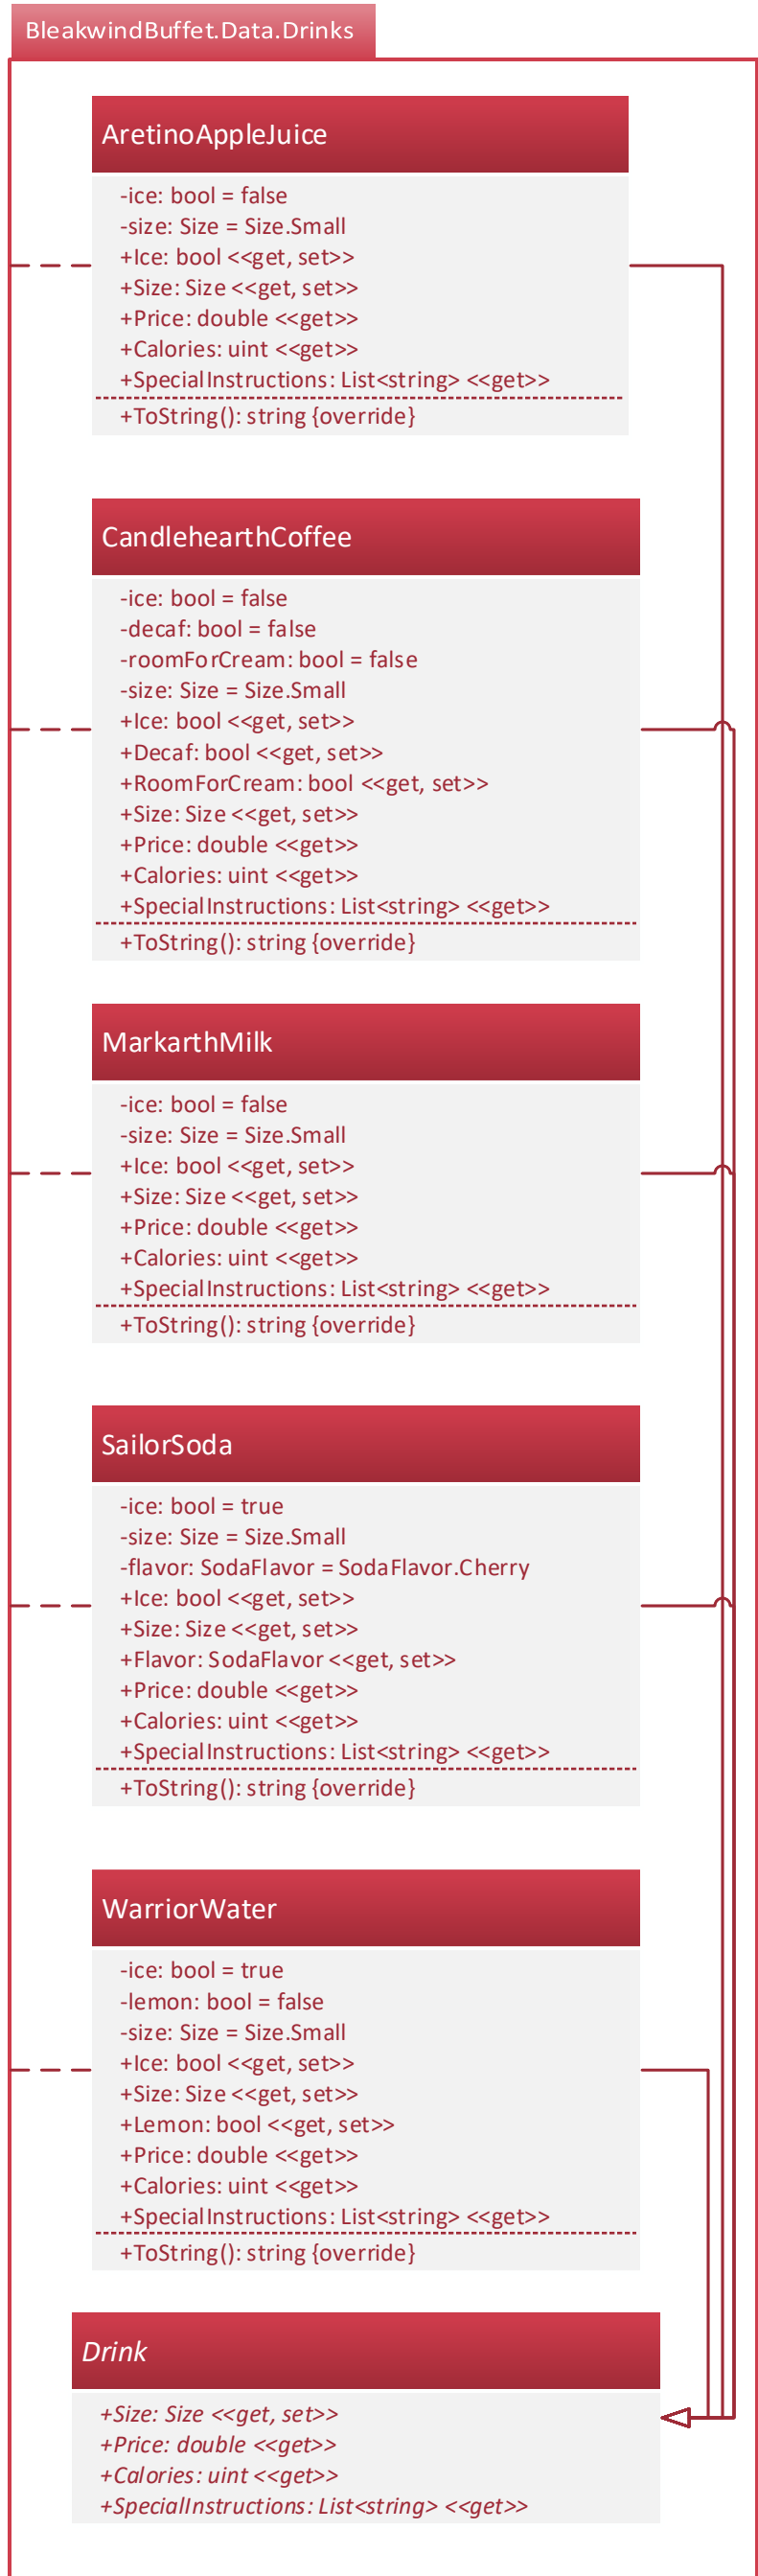 BleakwindBuffet.Data.Drinks
AretinoAppleJuice
-ice: bool = false
-size: Size = Size.Small
+Ice: bool <<get, set>>
+Size: Size <<get, set>>
+Price: double <<get>>
+Calories: uint <<get>>
+SpecialInstructions: List<string> <<get>>
+ToString(): string {override}
CandlehearthCoffee
-ice: bool = false
-decaf: bool = false
-roomForCream: bool = false
-size: Size = Size.Small
+Ice: bool <<get, set>>
+Decaf: bool <<get, set>>
+RoomForCream: bool <<get, set>>
+Size: Size <<get, set>>
+Price: double <<get>>
+Calories: uint <<get>>
+SpecialInstructions: List<string> <<get>>
+ToString(): string {override}
MarkarthMilk
-ice: bool = false
-size: Size = Size.Small
+Ice: bool <<get, set>>
+Size: Size <<get, set>>
+Price: double <<get>>
+Calories: uint <<get>>
+SpecialInstructions: List<string> <<get>>
+ToString(): string {override}
SailorSoda
-ice: bool = true
-size: Size = Size.Small
-flavor: SodaFlavor = SodaFlavor.Cherry
+Ice: bool <<get, set>>
+Size: Size <<get, set>>
+Flavor: SodaFlavor <<get, set>>
+Price: double <<get>>
+Calories: uint <<get>>
+SpecialInstructions: List<string> <<get>>
+ToString(): string {override}
WarriorWater
-ice: bool = true
-lemon: bool = false
-size: Size = Size.Small
+Ice: bool <<get, set>>
+Size: Size <<get, set>>
+Lemon: bool <<get, set>>
+Price: double <<get>>
+Calories: uint <<get>>
+SpecialInstructions: List<string> <<get>>
+ToString(): string {override}
Drink
+Size: Size <<get, set>>
+Price: double <<get>>
+Calories: uint <<get>>
+SpecialInstructions: List<string> <<get>>